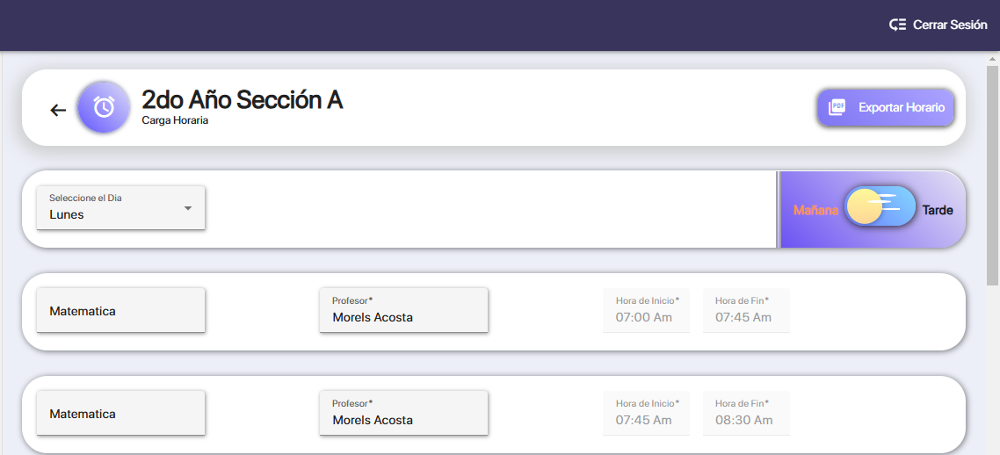 Cerrar Sesión
2do Año Sección A
Carga Horaria
PDF Exportar Horario
Seleccione el Dia
Lunes
Mañana Tarde
Matematica
Profesor*
Morels Acosta
Hora de Inicio*
07:00 Am
Hora de Fin*
07:45 Am
Matematica
Profesor*
Morels Acosta
Hora de Inicio*
07:45 Am
Hora de Fin*
08:30 Am